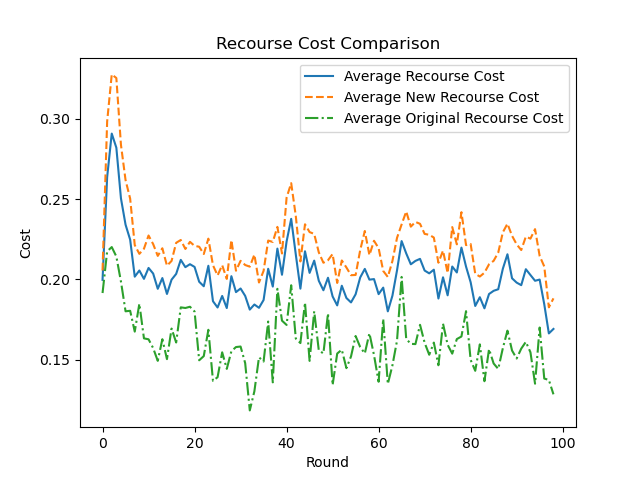 Recourse Cost Comparison
Average Recourse Cost
Average New Recourse Cost
Average Original Recourse Cost
Cost
0.30
0.25
0.20
0.15
0 20 40 60 80 100
Round